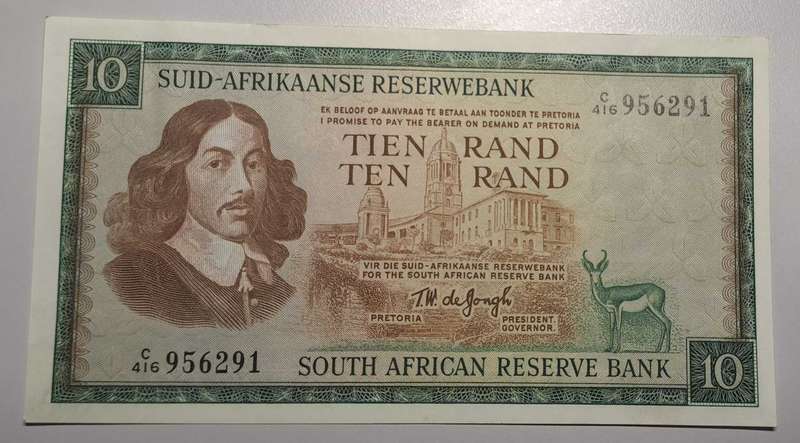 10
SUID-AFRIKAANSE RESERWEBANK
C/416 956291
EK BELOOF OP AANVRAAG TE BETAAL AAN TOONDER TE PRETORIA
I PROMISE TO PAY THE BEARER ON DEMAND AT PRETORIA
TIEN RAND
TEN RAND
VIR DIE SUID-AFRIKAANSE RESERWEBANK
FOR THE SOUTH AFRICAN RESERVE BANK
T.W. de Jongh
PRETORIA PRESIDENT.
GOVERNOR.
C/416 956291
SOUTH AFRICAN RESERVE BANK
10